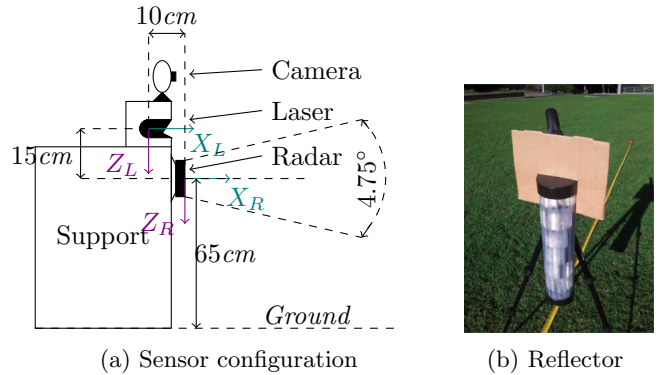 10cm
Camera
Laser
X_L
15cm
Z_L
Radar
4.75°
X_R
Z_R
Support
65cm
Ground
(a) Sensor configuration
(b) Reflector